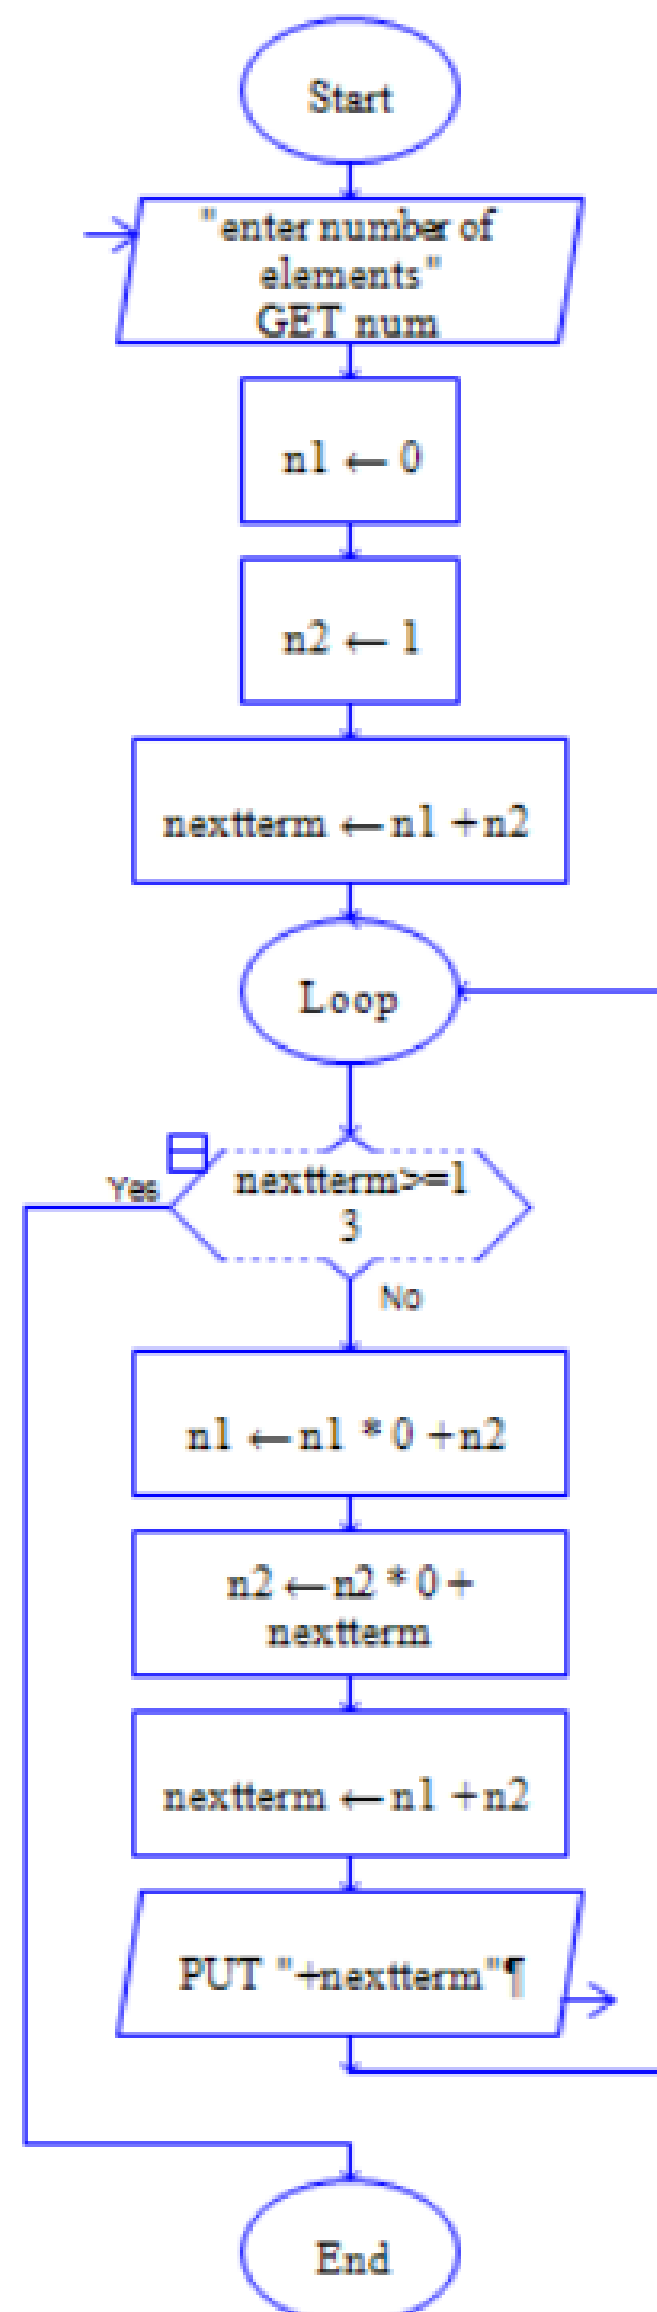 Start
"enter number of
elements"
GET num
n1 ← 0
n2 ← 1
nextterm ← n1 + n2
Loop
nextterm>=1
3
Yes
No
n1 ← n1 * 0 + n2
n2 ← n2 * 0 +
nextterm
nextterm ← n1 + n2
PUT "+nextterm"¶
End